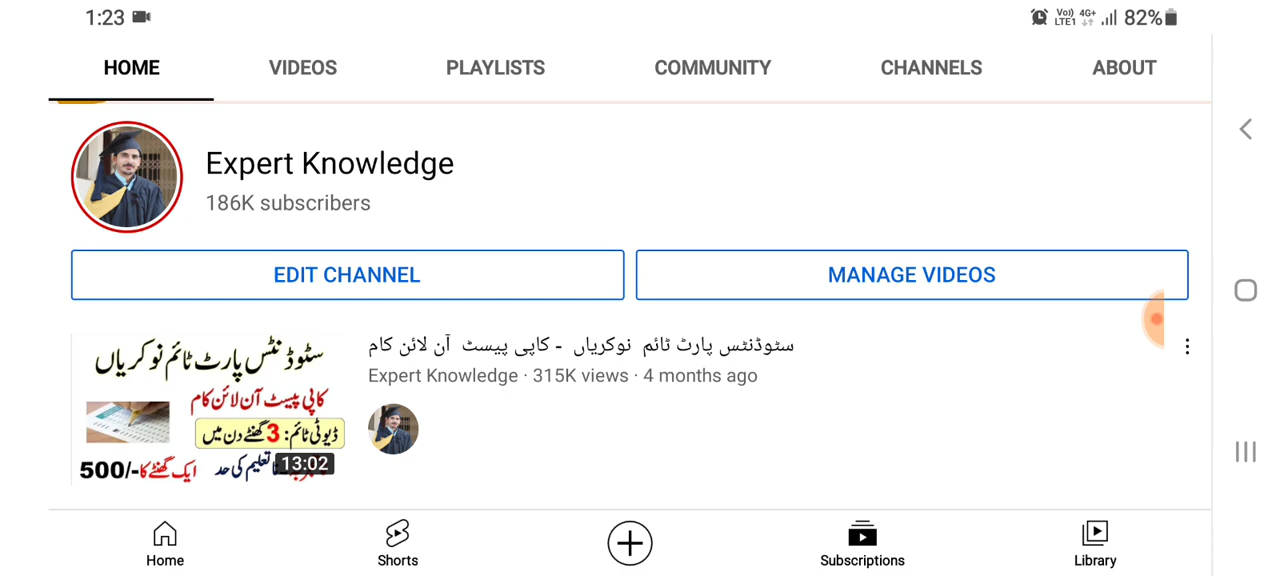 1:23
Vo)) 4G+
LTE1
82%
HOME VIDEOS PLAYLISTS COMMUNITY CHANNELS ABOUT
Expert Knowledge
186K subscribers
EDIT CHANNEL MANAGE VIDEOS
سٹوڈنٹس پارٹ ٹائم نوکریاں
کاپی پیسٹ آن لائن کام
ڈیوٹی ٹائم: 3 گھنٹے دن میں
تعلیم کی حد
ایک گھنٹے کا 500/-
13:02
سٹوڈنٹس پارٹ ٹائم نوکریاں - کاپی پیسٹ آن لائن کام
Expert Knowledge · 315K views · 4 months ago
Home Shorts Subscriptions Library